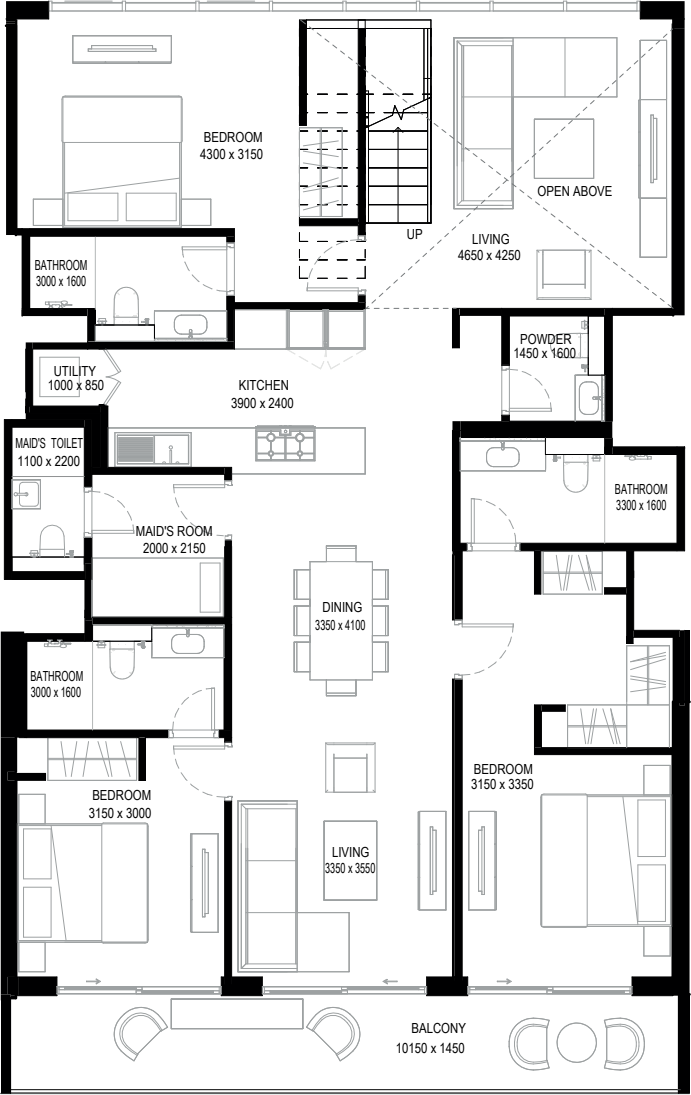 BEDROOM
4300 x 3150
OPEN ABOVE
UP
LIVING
4650 x 4250
BATHROOM
3000 x 1600
POWDER
1450 x 1600
UTILITY
1000 x 850
KITCHEN
3900 x 2400
MAID'S TOILET
1100 x 2200
BATHROOM
3300 x 1600
MAID'S ROOM
2000 x 2150
DINING
3350 x 4100
BATHROOM
3000 x 1600
BEDROOM
3150 x 3350
BEDROOM
3150 x 3000
LIVING
3350 x 3550
BALCONY
10150 x 1450